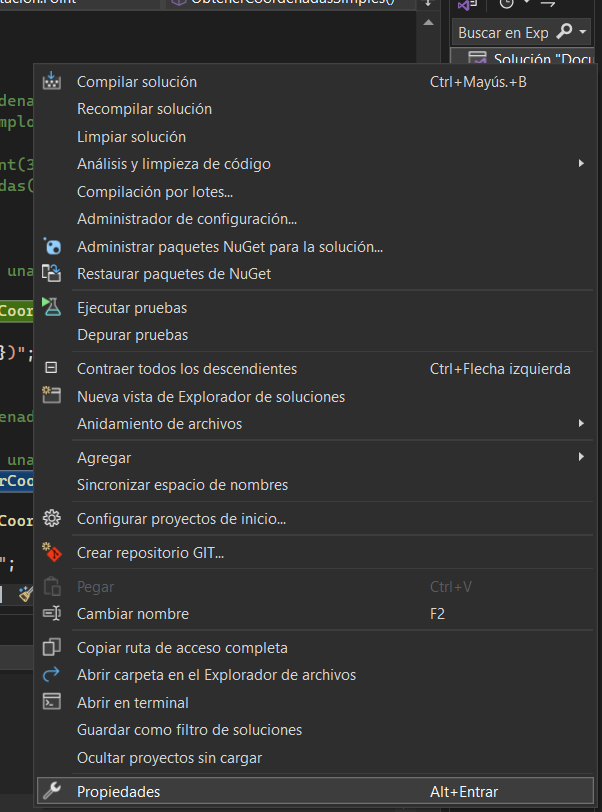 Buscar en Exp
Compilar solución Ctrl+Mayús.+B
Recompilar solución
Limpiar solución
Análisis y limpieza de código
Compilación por lotes...
Administrador de configuración...
Administrar paquetes NuGet para la solución...
Restaurar paquetes de NuGet
una
Ejecutar pruebas
Coor
Depurar pruebas
})";
Contraer todos los descendientes Ctrl+Flecha izquierda
Nueva vista de Explorador de soluciones
Anidamiento de archivos
Agregar
una
Sincronizar espacio de nombres
rCoo
Configurar proyectos de inicio...
Coor
Crear repositorio GIT...
";
Pegar Ctrl+V
Cambiar nombre F2
Copiar ruta de acceso completa
Abrir carpeta en el Explorador de archivos
Abrir en terminal
Guardar como filtro de soluciones
Ocultar proyectos sin cargar
Propiedades Alt+Entrar